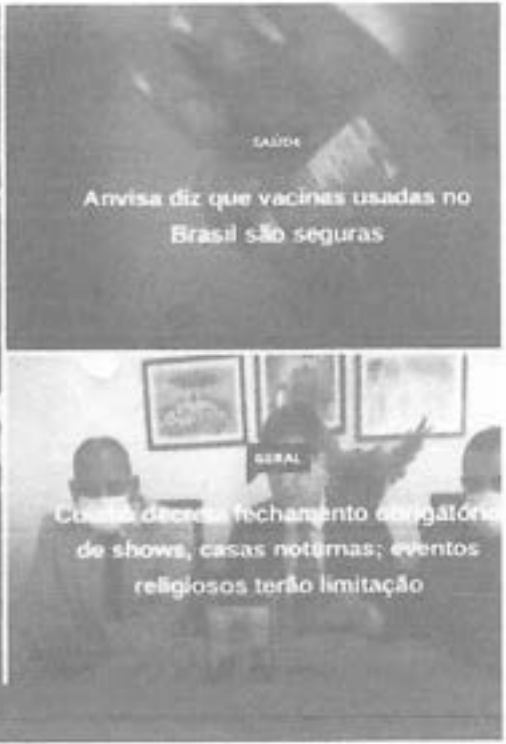 SAÚDE
Anvisa diz que vacinas usadas no
Brasil são seguras
GERAL
Cuiabá decreta fechamento obrigatório
de shows, casas noturnas; eventos
religiosos terão limitação